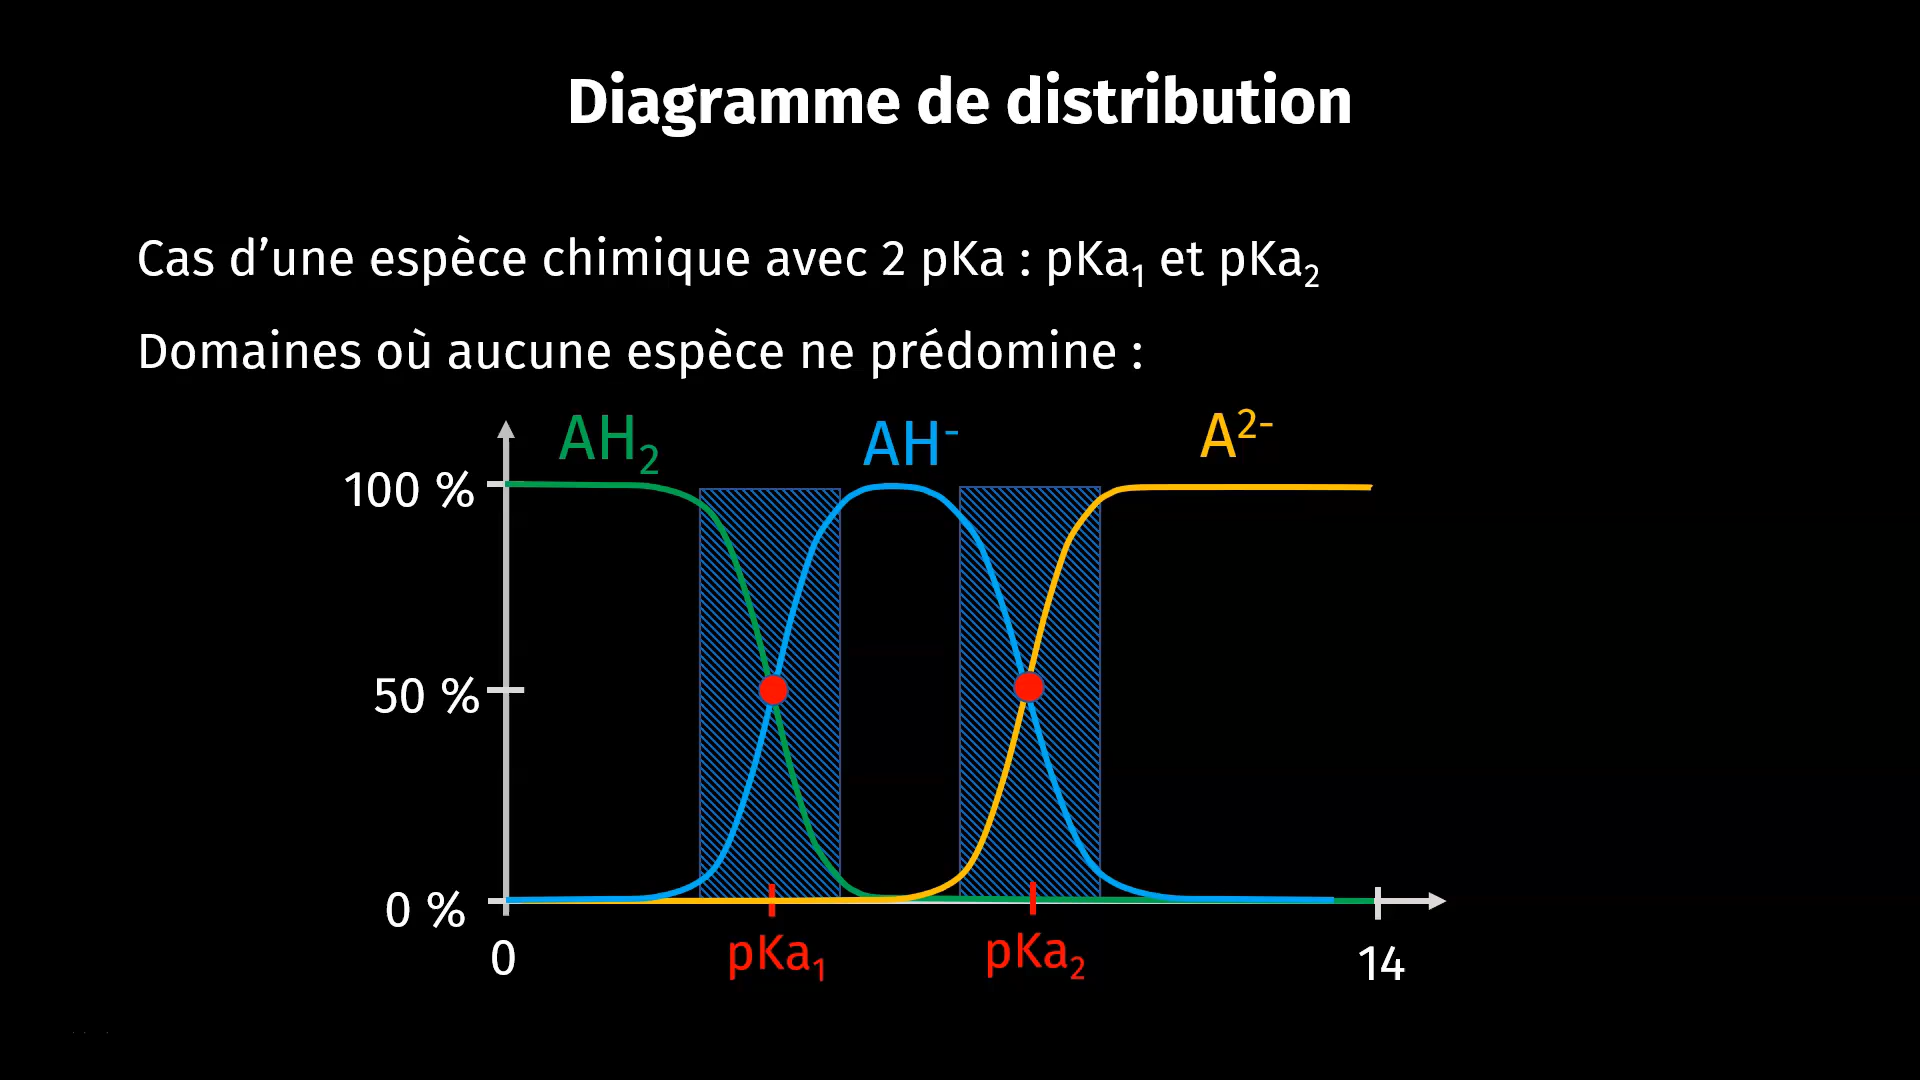 Diagramme de distribution
Cas d’une espèce chimique avec 2 pKa : pKa₁ et pKa₂
Domaines où aucune espèce ne prédomine :
AH₂
AH⁻
A²⁻
100 %
50 %
0 %
0
pKa₁
pKa₂
14